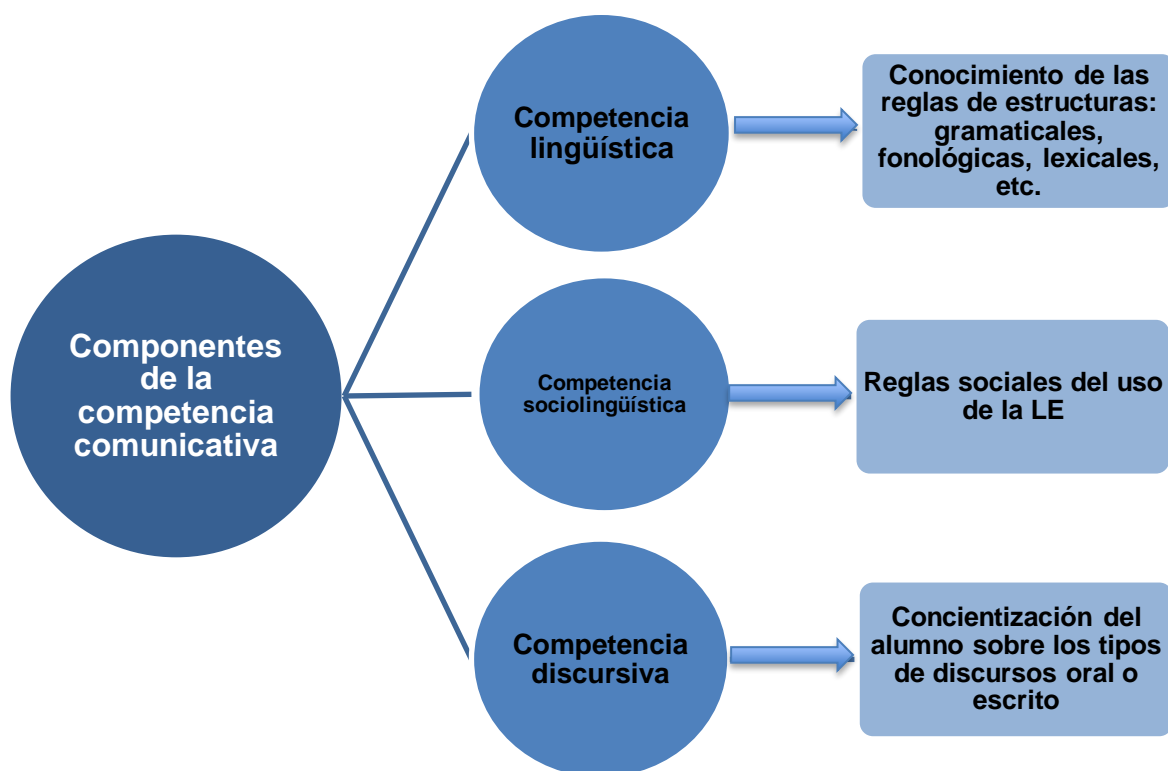 Componentes
de la
competencia
comunicativa
Competencia
lingüística
Conocimiento de las
reglas de estructuras:
gramaticales,
fonológicas, lexicales,
etc.
Competencia
sociolingüística
Reglas sociales del uso
de la LE
Competencia
discursiva
Concientización del
alumno sobre los tipos
de discursos oral o
escrito